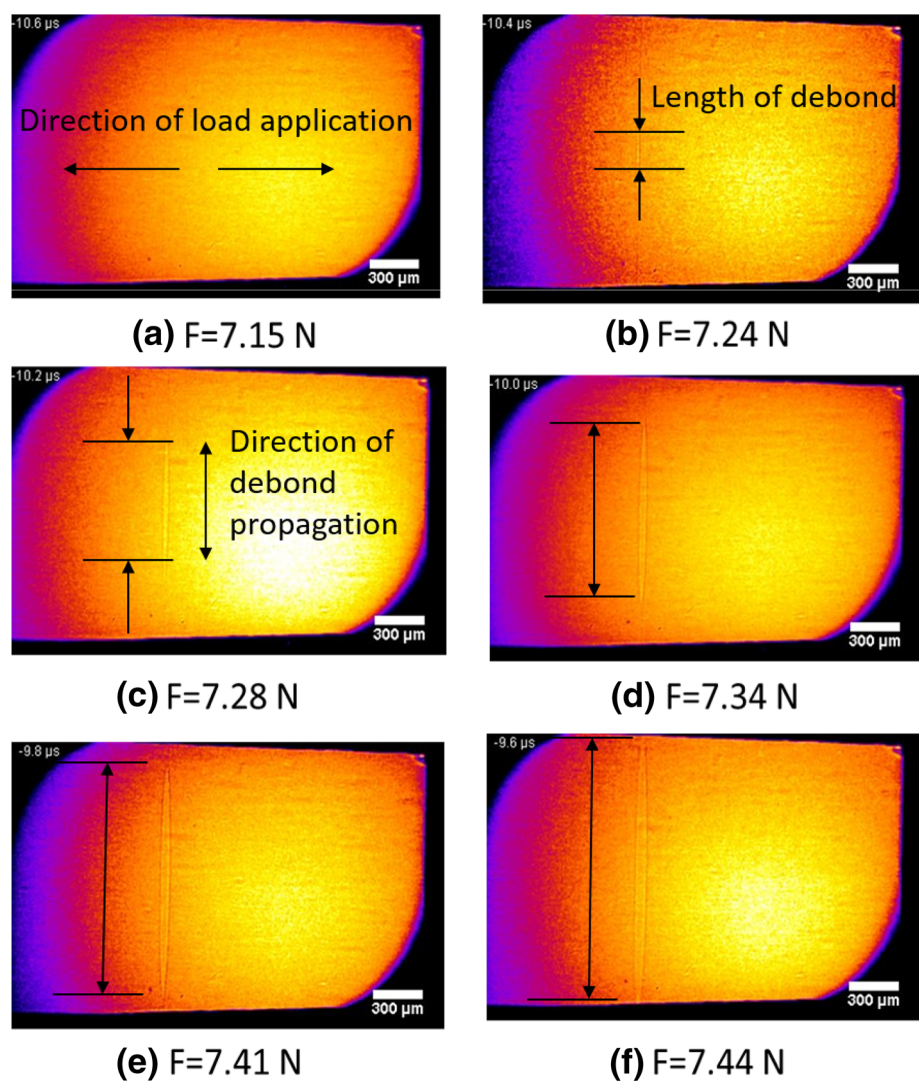 -10.6 µs
Direction of load application
300 µm
(a) F=7.15 N
-10.4 µs
Length of debond
300 µm
(b) F=7.24 N
-10.2 µs
Direction of
debond
propagation
300 µm
(c) F=7.28 N
-10.0 µs
300 µm
(d) F=7.34 N
-9.8 µs
300 µm
(e) F=7.41 N
-9.6 µs
300 µm
(f) F=7.44 N